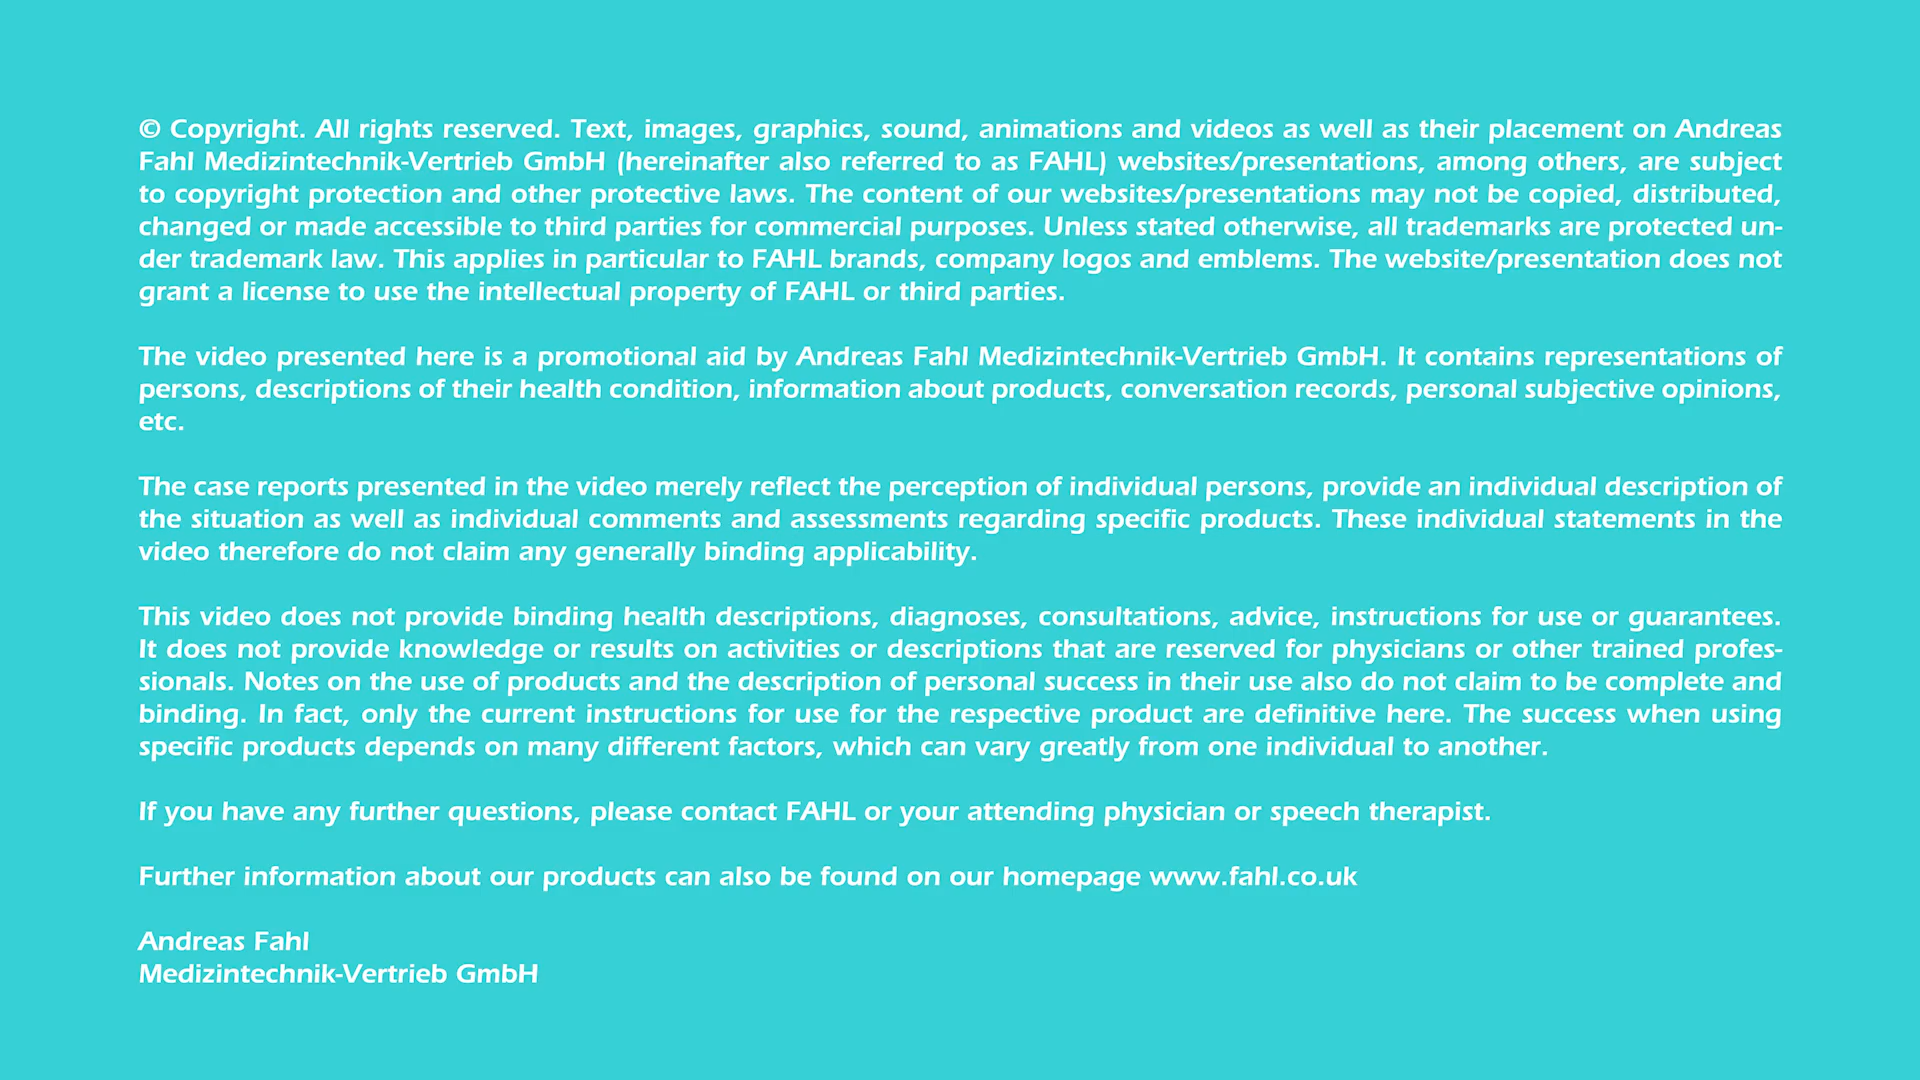 © Copyright. All rights reserved. Text, images, graphics, sound, animations and videos as well as their placement on Andreas
Fahl Medizintechnik-Vertrieb GmbH (hereinafter also referred to as FAHL) websites/presentations, among others, are subject
to copyright protection and other protective laws. The content of our websites/presentations may not be copied, distributed,
changed or made accessible to third parties for commercial purposes. Unless stated otherwise, all trademarks are protected un-
der trademark law. This applies in particular to FAHL brands, company logos and emblems. The website/presentation does not
grant a license to use the intellectual property of FAHL or third parties.
The video presented here is a promotional aid by Andreas Fahl Medizintechnik-Vertrieb GmbH. It contains representations of
persons, descriptions of their health condition, information about products, conversation records, personal subjective opinions,
etc.
The case reports presented in the video merely reflect the perception of individual persons, provide an individual description of
the situation as well as individual comments and assessments regarding specific products. These individual statements in the
video therefore do not claim any generally binding applicability.
This video does not provide binding health descriptions, diagnoses, consultations, advice, instructions for use or guarantees.
It does not provide knowledge or results on activities or descriptions that are reserved for physicians or other trained profes-
sionals. Notes on the use of products and the description of personal success in their use also do not claim to be complete and
binding. In fact, only the current instructions for use for the respective product are definitive here. The success when using
specific products depends on many different factors, which can vary greatly from one individual to another.
If you have any further questions, please contact FAHL or your attending physician or speech therapist.
Further information about our products can also be found on our homepage www.fahl.co.uk
Andreas Fahl
Medizintechnik-Vertrieb GmbH